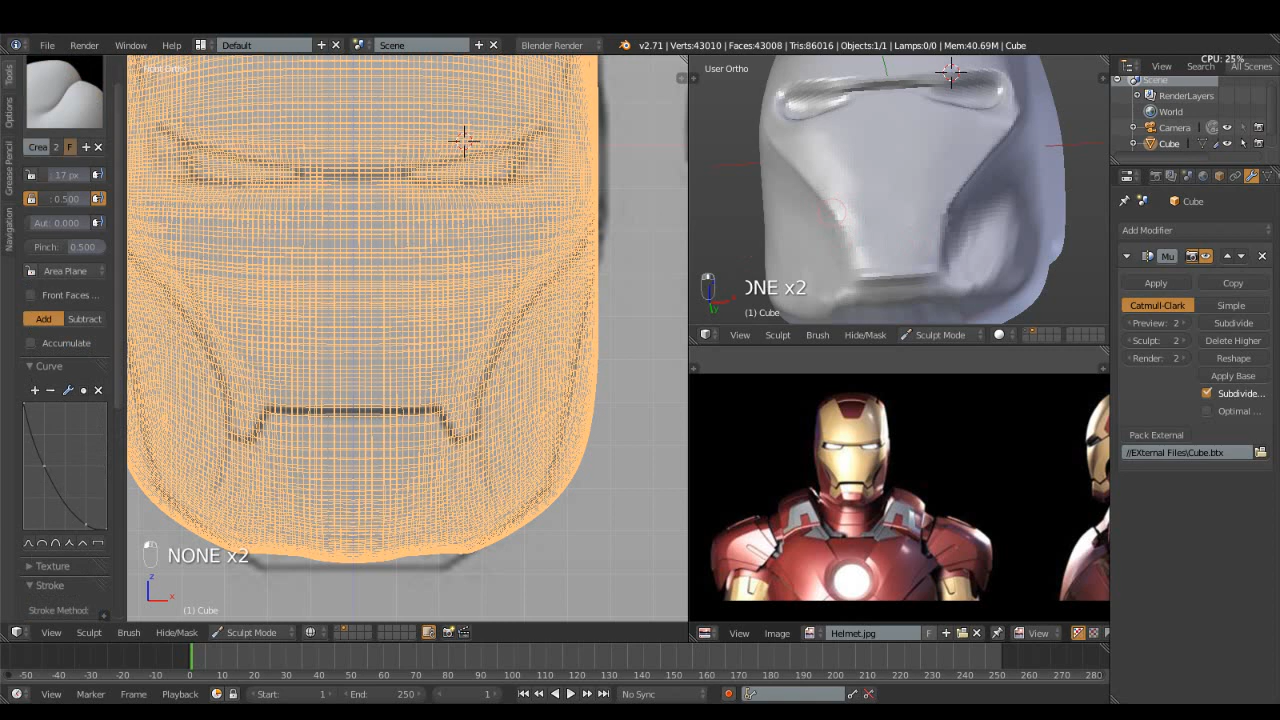 File Render Window Help Default Scene Blender Render v2.71 | Verts:43010 | Faces:43008 | Tris:86016 | Objects:1/1 | Lamps:0/0 | Mem:40.69M | Cube
CPU: 25%
View Search All Scenes
Scene
RenderLayers
World
Camera
Cube
Tools
Options
Grease Pencil
Navigation
Crea 2 F
17 px
: 0.500
Aut: 0.000
Pinch: 0.500
Area Plane
Front Faces ...
Add Subtract
Accumulate
Curve
Texture
Stroke
Stroke Method:
NONE x2
z
x
(1) Cube
View Sculpt Brush Hide/Mask Sculpt Mode
User Ortho
ONE x2
(1) Cube
View Sculpt Brush Hide/Mask Sculpt Mode
View Image Helmet.jpg F View
Cube
Add Modifier
Mu
Apply Copy
Catmull-Clark Simple
Preview: 2 Subdivide
Sculpt: 2 Delete Higher
Render: 2 Reshape
Apply Base
Subdivide...
Optimal ...
Pack External
//EXternal Files\Cube.btx
-50 -40 -30 -20 -10 0 10 20 30 40 50 60 70 80 90 100 110 120 130 140 150 160 170 180 190 200 210 220 230 240 250 260 270 280
View Marker Frame Playback Start: 1 End: 250 1 No Sync